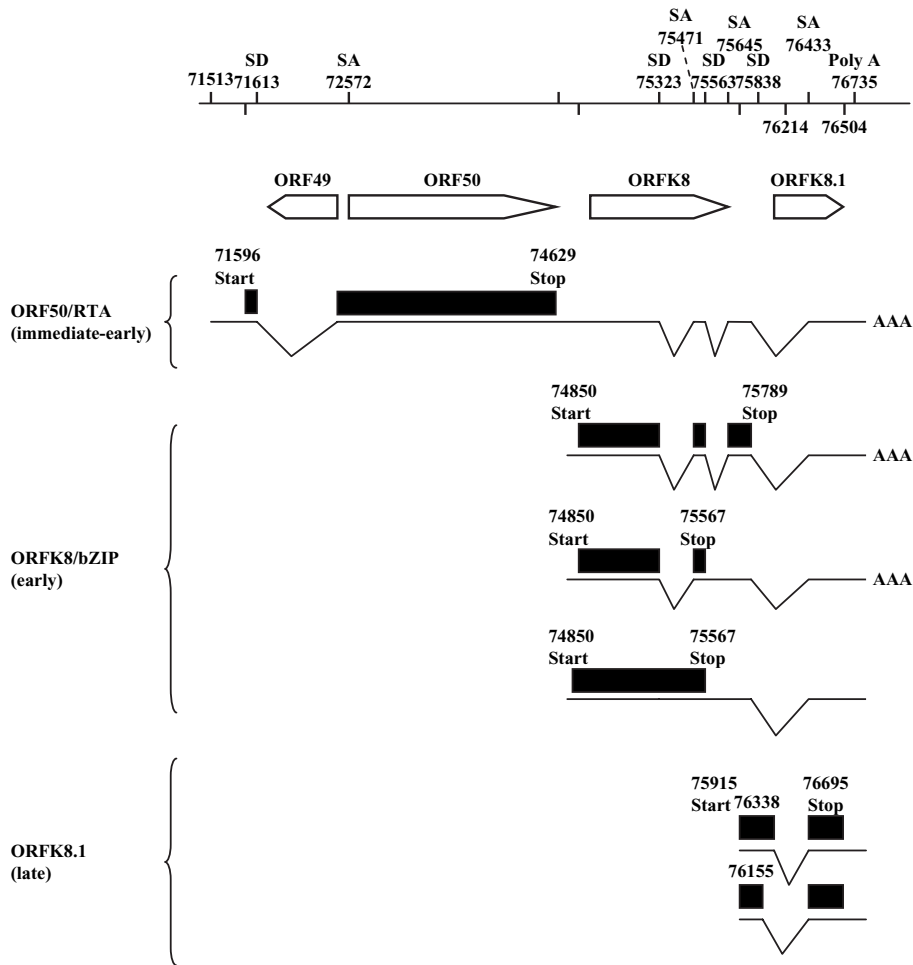 SA
75471
SA
75645
SA
76433
SD
71613
SA
72572
SD
75323
SD
75563
SD
75838
Poly A
76735
71513
76214
76504
ORF49
ORF50
ORFK8
ORFK8.1
71596
Start
74629
Stop
ORF50/RTA
(immediate-early)
AAA
74850
Start
75789
Stop
AAA
74850
Start
75567
Stop
ORFK8/bZIP
(early)
AAA
74850
Start
75567
Stop
75915
Start
76338
76695
Stop
ORFK8.1
(late)
76155